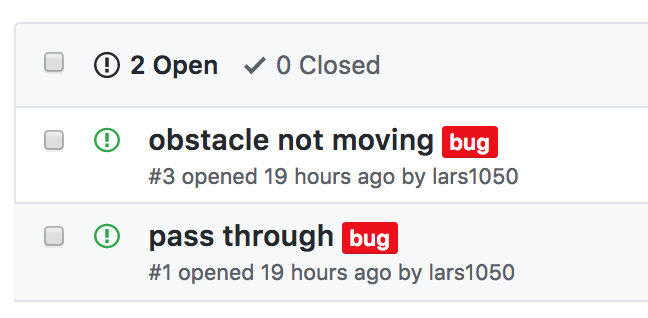 2 Open 0 Closed
obstacle not moving bug
#3 opened 19 hours ago by lars1050
pass through bug
#1 opened 19 hours ago by lars1050